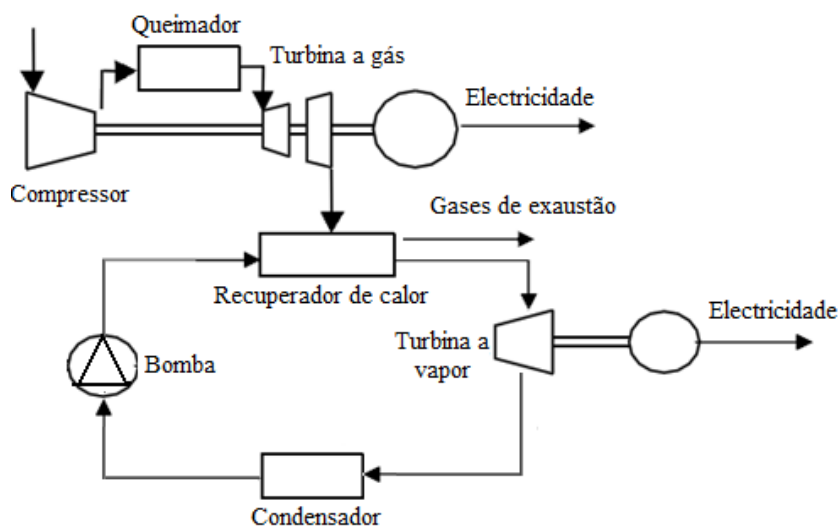 Queimador
Turbina a gás
Electricidade
Compressor
Gases de exaustão
Recuperador de calor
Electricidade
Turbina a
vapor
Bomba
Condensador